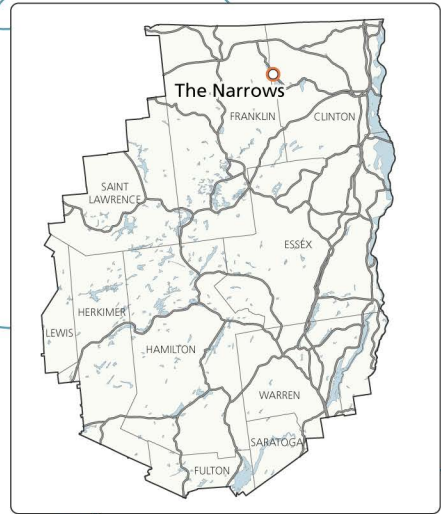 The Narrows
FRANKLIN
CLINTON
SAINT
LAWRENCE
ESSEX
HERKIMER
LEWIS
HAMILTON
WARREN
SARATOGA
FULTON